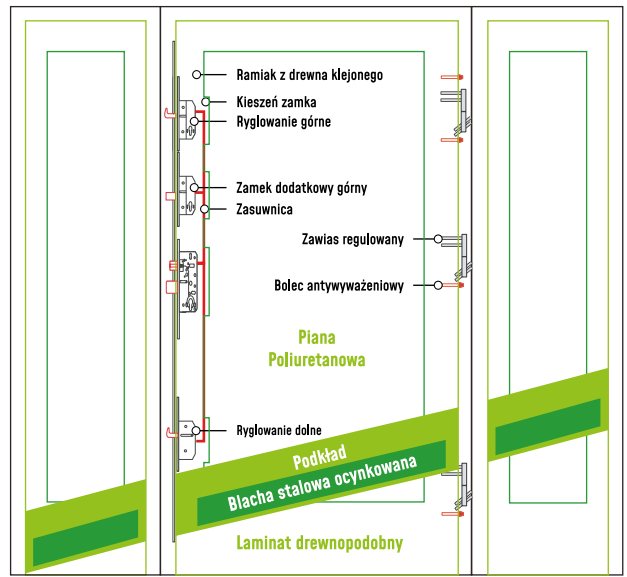 Ramiak z drewna klejonego
Kieszeń zamka
Ryglowanie górne
Zamek dodatkowy górny
Zasuwnica
Zawias regulowany
Bolec antywyważeniowy
Piana
Poliuretanowa
Ryglowanie dolne
Podkład
Blacha stalowa ocynkowana
Laminat drewnopodobny